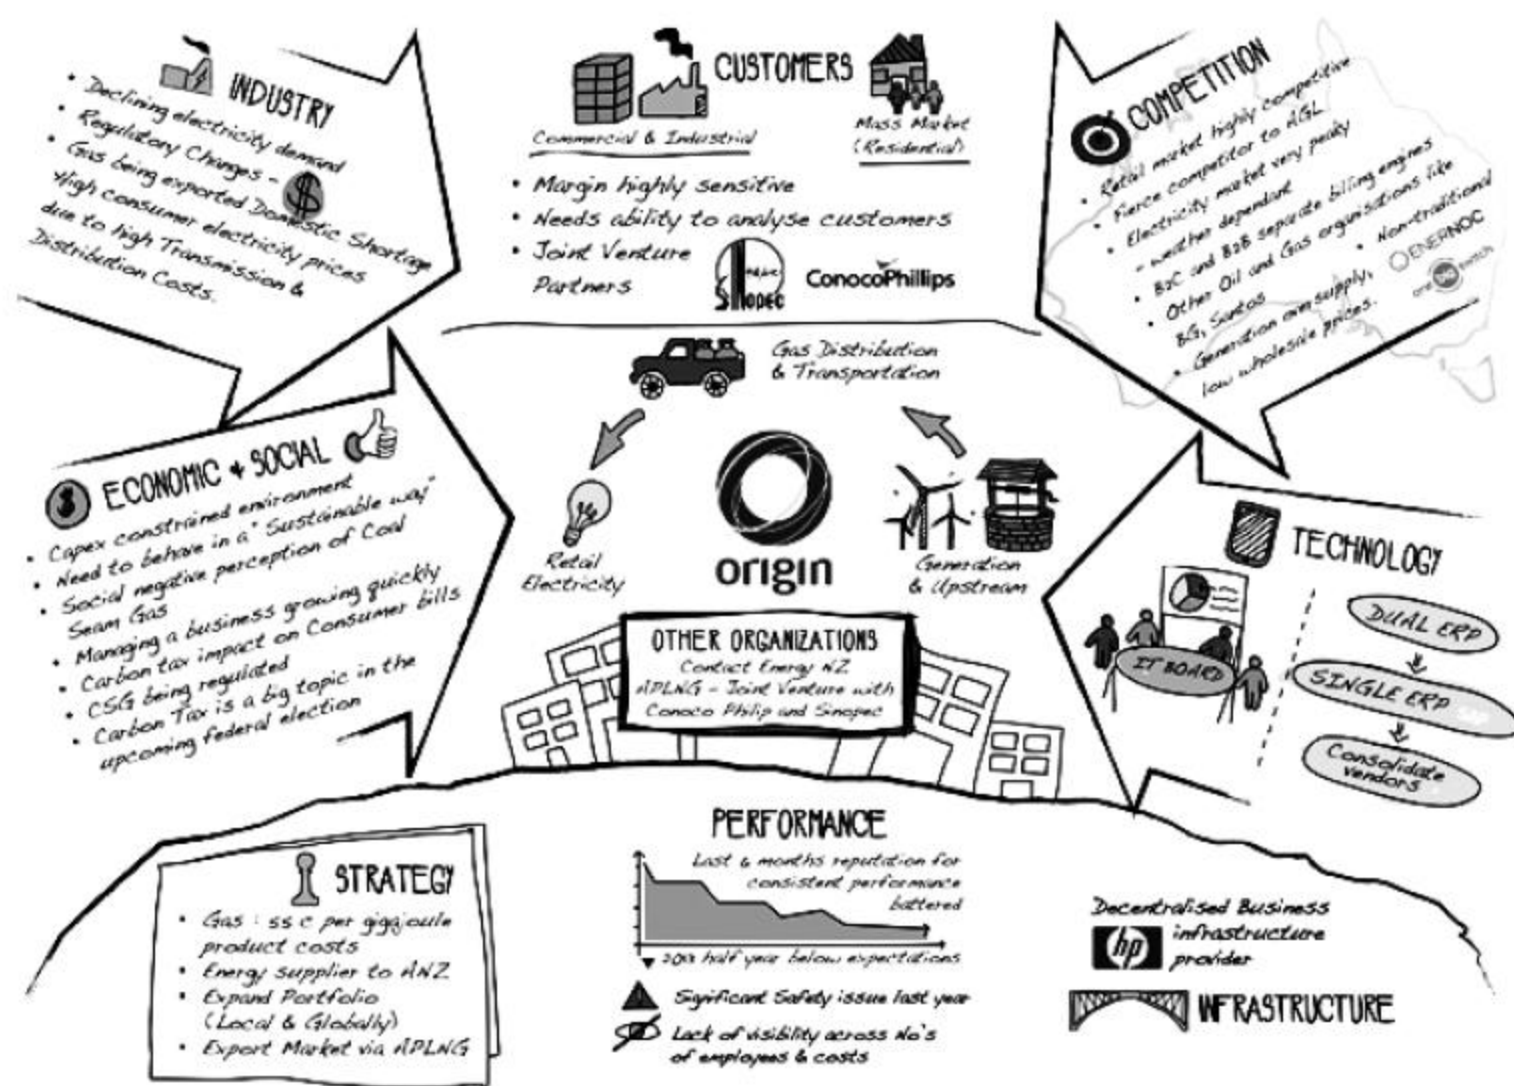 INDUSTRY
• Declining electricity demand
• Regulatory Changes -
• Gas being exported Domestic Shortage
• High consumer electricity prices
due to high Transmission &
Distribution Costs.
CUSTOMERS
Commercial & Industrial
Mass Market
(Residential)
• Margin highly sensitive
• Needs ability to analyse customers
• Joint Venture
Partners
SINOPEC
ConocoPhillips
COMPETITION
• Retail market highly competitive
• Fierce competitor to AGL
• Electricity market very peaky
- weather dependant
• B2C and B2B separate billing engines
• Other Oil and Gas organisations like
BG, Santos
• Non-traditional
ENERNOC
one BIG switch
• Generation oversupply,
low wholesale prices.
Gas Distribution
& Transportation
Retail
Electricity
origin
Generation
& Upstream
ECONOMIC & SOCIAL
• Capex constrained environment
• Need to behave in a "Sustainable way"
• Social negative perception of Coal
Seam Gas
• Managing a business growing quickly
• Carbon tax impact on Consumer bills
• CSG being regulated
• Carbon Tax is a big topic in the
upcoming federal election
OTHER ORGANIZATIONS
Contact Energy NZ
APLNG - Joint Venture with
Conoco Philip and Sinopec
TECHNOLOGY
IT BOARD
DUAL ERP
SINGLE ERP
Consolidate
vendors
STRATEGY
• Gas : 55 c per gigajoule
product costs
• Energy supplier to ANZ
• Expand Portfolio
(Local & Globally)
• Export Market via APLNG
PERFORMANCE
Last 6 months reputation for
consistent performance
battered
2013 half year below expectations
Significant Safety issue last year
Lack of visibility across No's
of employees & costs
Decentralised Business
infrastructure
provider
hp
INFRASTRUCTURE